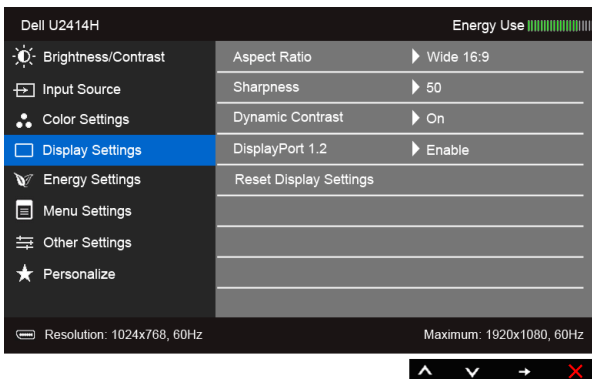 Dell U2414H Energy Use
Brightness/Contrast Aspect Ratio Wide 16:9
Input Source Sharpness 50
Color Settings Dynamic Contrast On
Display Settings DisplayPort 1.2 Enable
Energy Settings Reset Display Settings
Menu Settings
Other Settings
Personalize
Resolution: 1024x768, 60Hz Maximum: 1920x1080, 60Hz